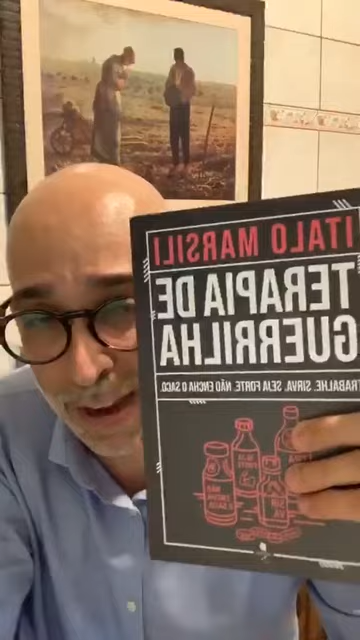 ITALO MARSILI
TERAPIA DE
GUERRILHA
TRABALHE. SIRVA. SEJA FORTE. NÃO ENCHA O SACO.